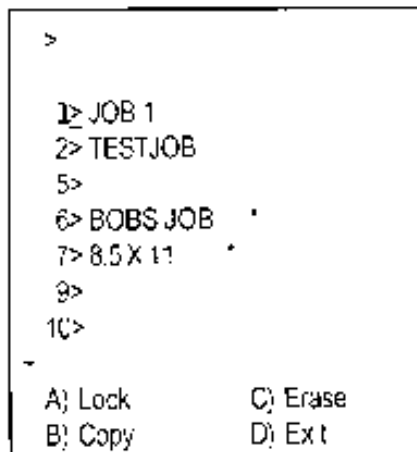 >
1> JOB 1
2> TESTJOB
5>
6> BOBS JOB
7> 8.5 X 11
9>
10>
A) Lock C) Erase
B) Copy D) Exit